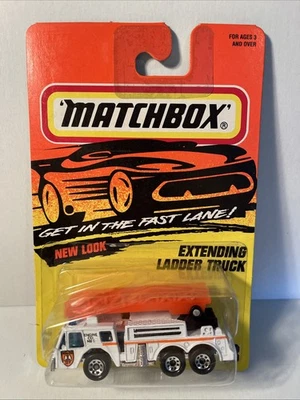 FOR AGES 3
AND OVER
'MATCHBOX'®
GET IN THE FAST LANE!
NEW LOOK
EXTENDING
LADDER TRUCK